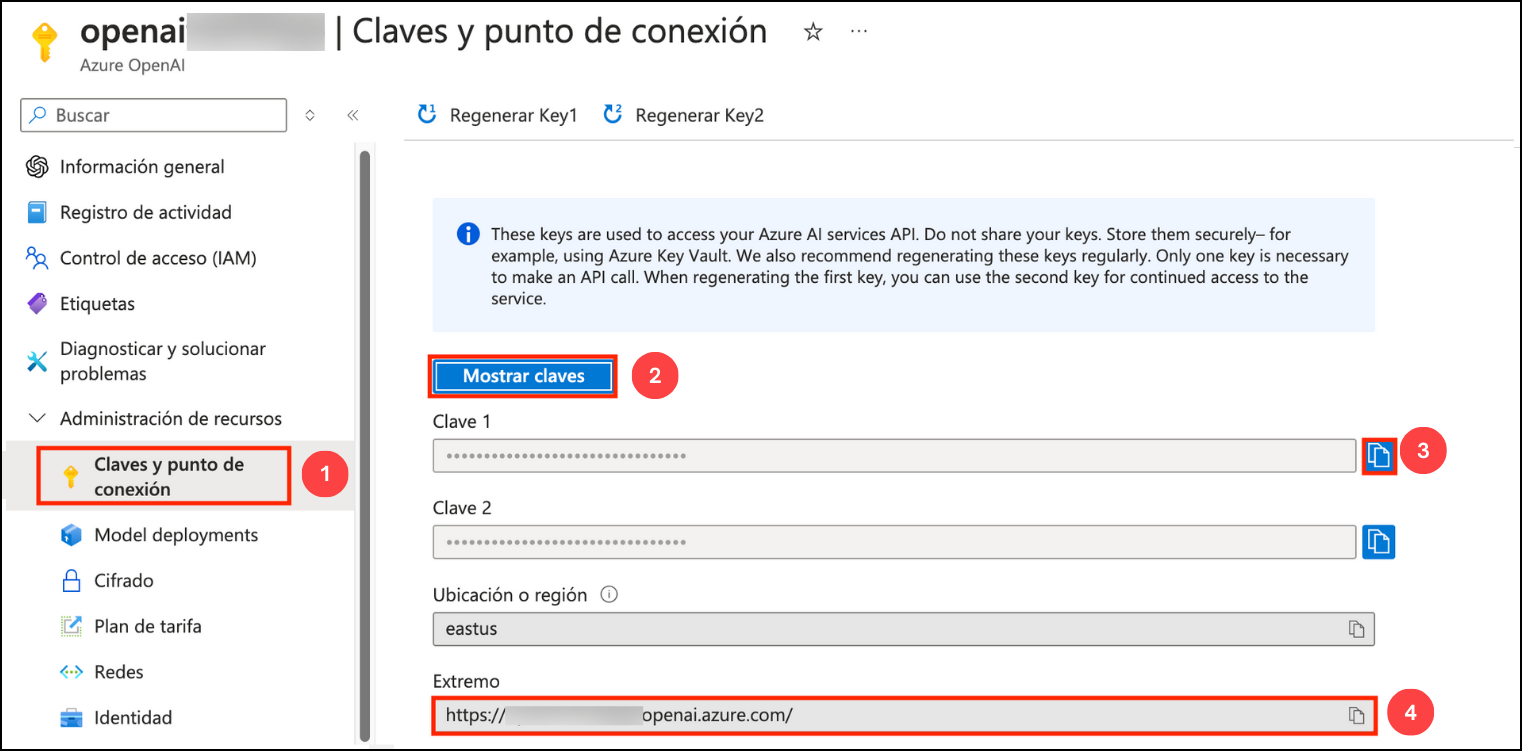 openai | Claves y punto de conexión
Azure OpenAI
Buscar
Regenerar Key1
Regenerar Key2
Información general
Registro de actividad
Control de acceso (IAM)
Etiquetas
Diagnosticar y solucionar
problemas
Administración de recursos
Claves y punto de
conexión
1
Model deployments
Cifrado
Plan de tarifa
Redes
Identidad
These keys are used to access your Azure AI services API. Do not share your keys. Store them securely– for
example, using Azure Key Vault. We also recommend regenerating these keys regularly. Only one key is necessary
to make an API call. When regenerating the first key, you can use the second key for continued access to the
service.
Mostrar claves
2
Clave 1
••••••••••••••••••••••••••••••••
3
Clave 2
••••••••••••••••••••••••••••••••
Ubicación o región
eastus
Extremo
https:// openai.azure.com/
4